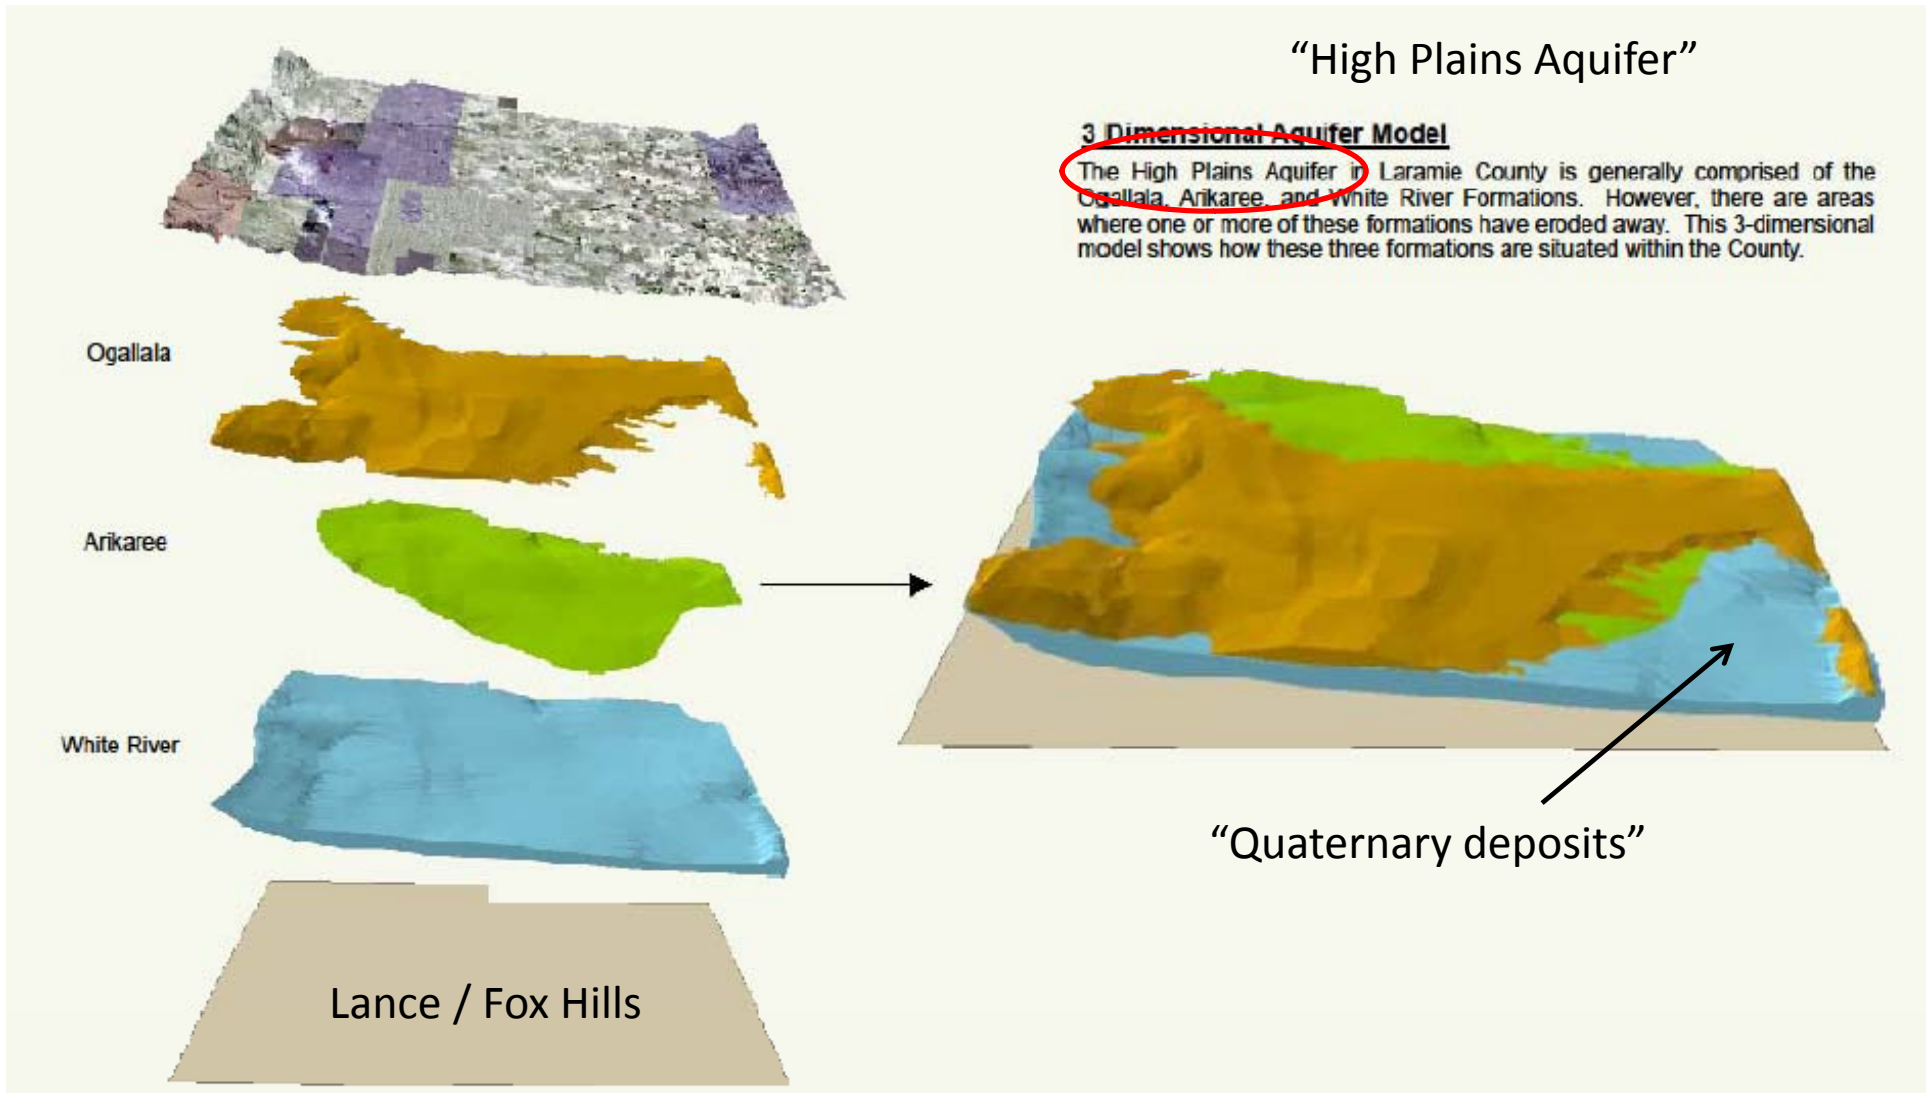 “High Plains Aquifer”
3 Dimensional Aquifer Model
The High Plains Aquifer in Laramie County is generally comprised of the
Ogallala, Arikaree, and White River Formations. However, there are areas
where one or more of these formations have eroded away. This 3-dimensional
model shows how these three formations are situated within the County.
Ogallala
Arikaree
White River
“Quaternary deposits”
Lance / Fox Hills